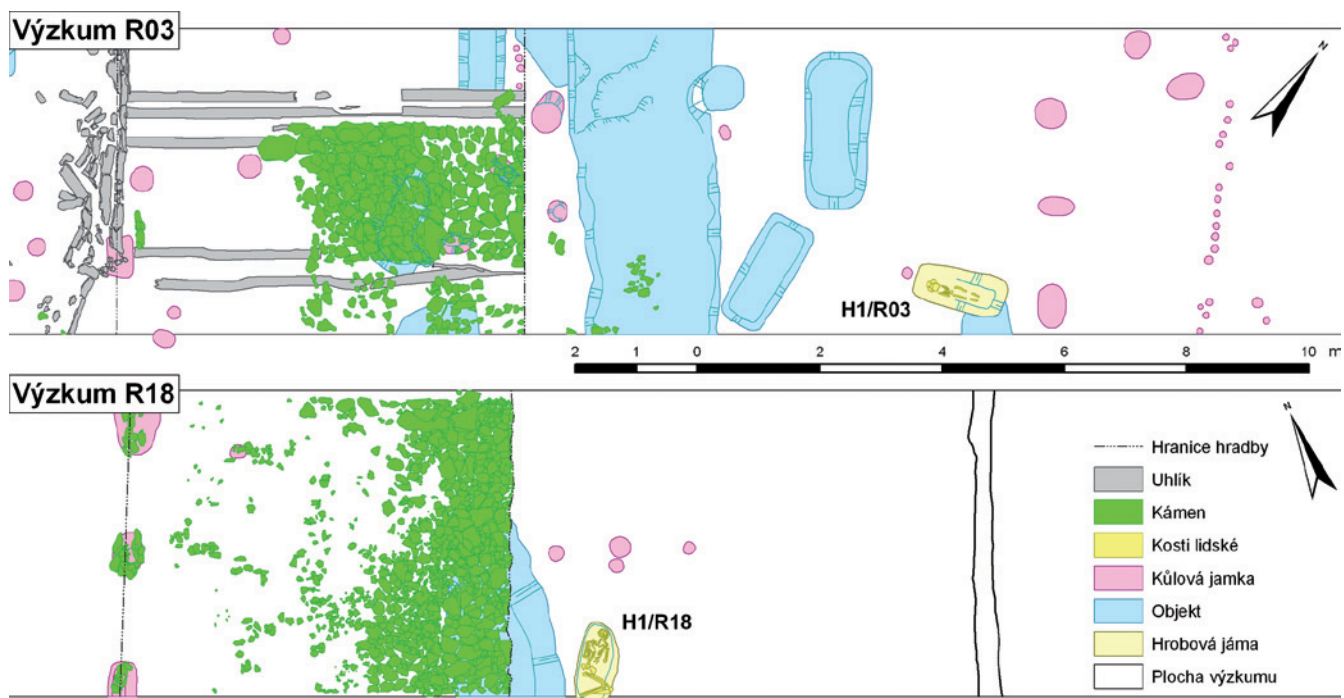 Výzkum R03
N
H1/R03
2 1 0 2 4 6 8 10 m
Výzkum R18
N
H1/R18
Hranice hradby
Uhlík
Kámen
Kosti lidské
Kůlová jamka
Objekt
Hrobová jáma
Plocha výzkumu